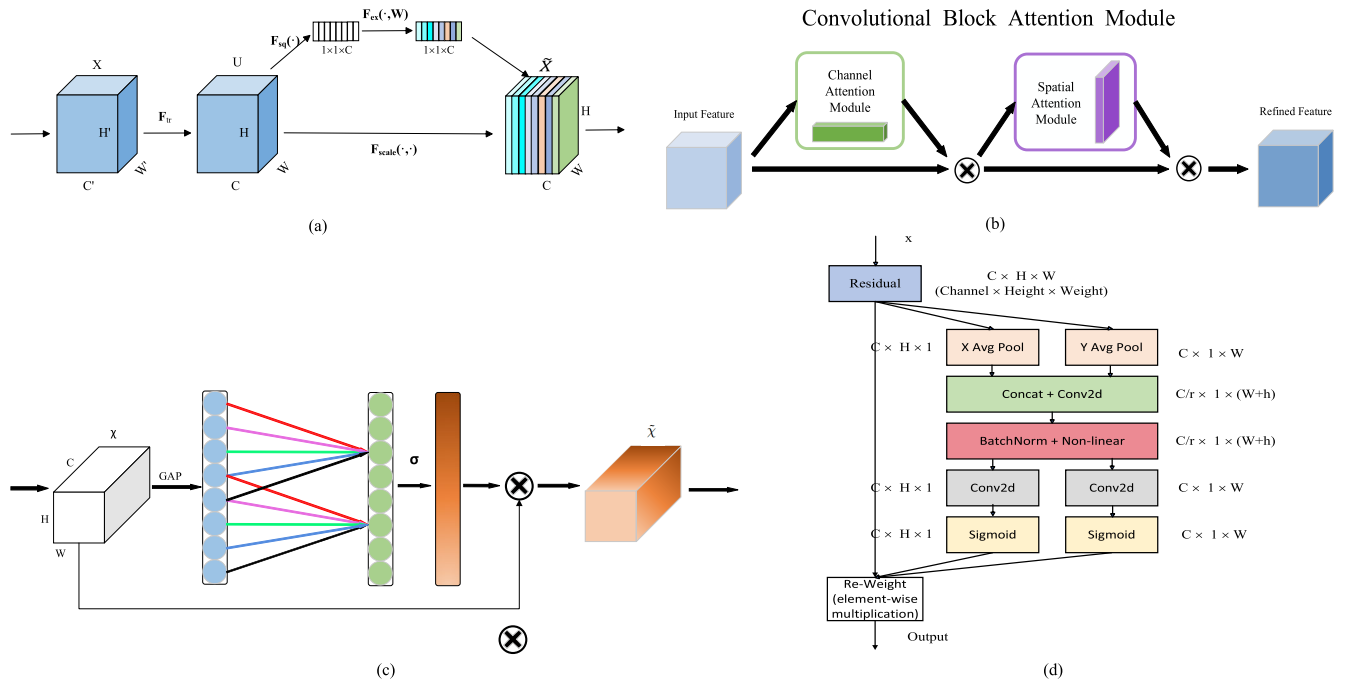 X
H'
W'
C'
F_tr
U
H
W
C
F_sq(·)
1×1×C
F_ex(·,W)
1×1×C
F_scale(·,·)
X̃
H
W
C
(a)
Convolutional Block Attention Module
Input Feature
Channel
Attention
Module
Spatial
Attention
Module
Refined Feature
(b)
χ
C
H
W
GAP
σ
χ̃
(c)
x
Residual
C × H × W
(Channel × Height × Weight)
C × H × 1
X Avg Pool
Y Avg Pool
C × 1 × W
Concat + Conv2d
C/r × 1 × (W+h)
BatchNorm + Non-linear
C/r × 1 × (W+h)
C × H × 1
Conv2d
Conv2d
C × 1 × W
C × H × 1
Sigmoid
Sigmoid
C × 1 × W
Re-Weight
(element-wise
multiplication)
Output
(d)